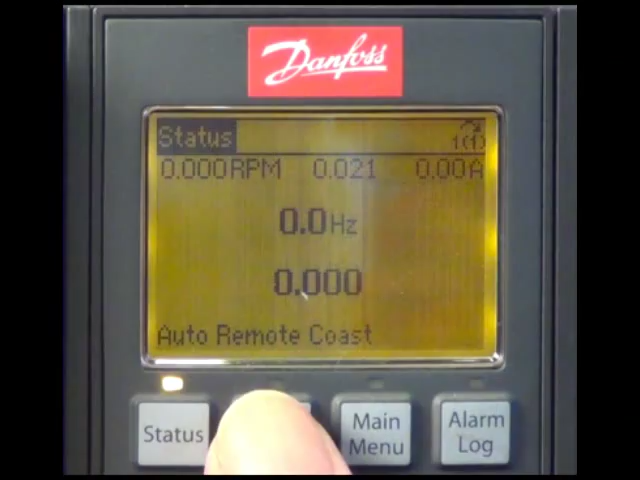 Danfoss
Status
1(1)
0.000RPM 0.021 0.00A
0.0Hz
0.000
Auto Remote Coast
Status
Main
Menu
Alarm
Log